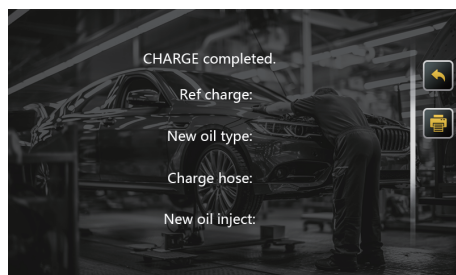 CHARGE completed.
Ref charge:
New oil type:
Charge hose:
New oil inject: